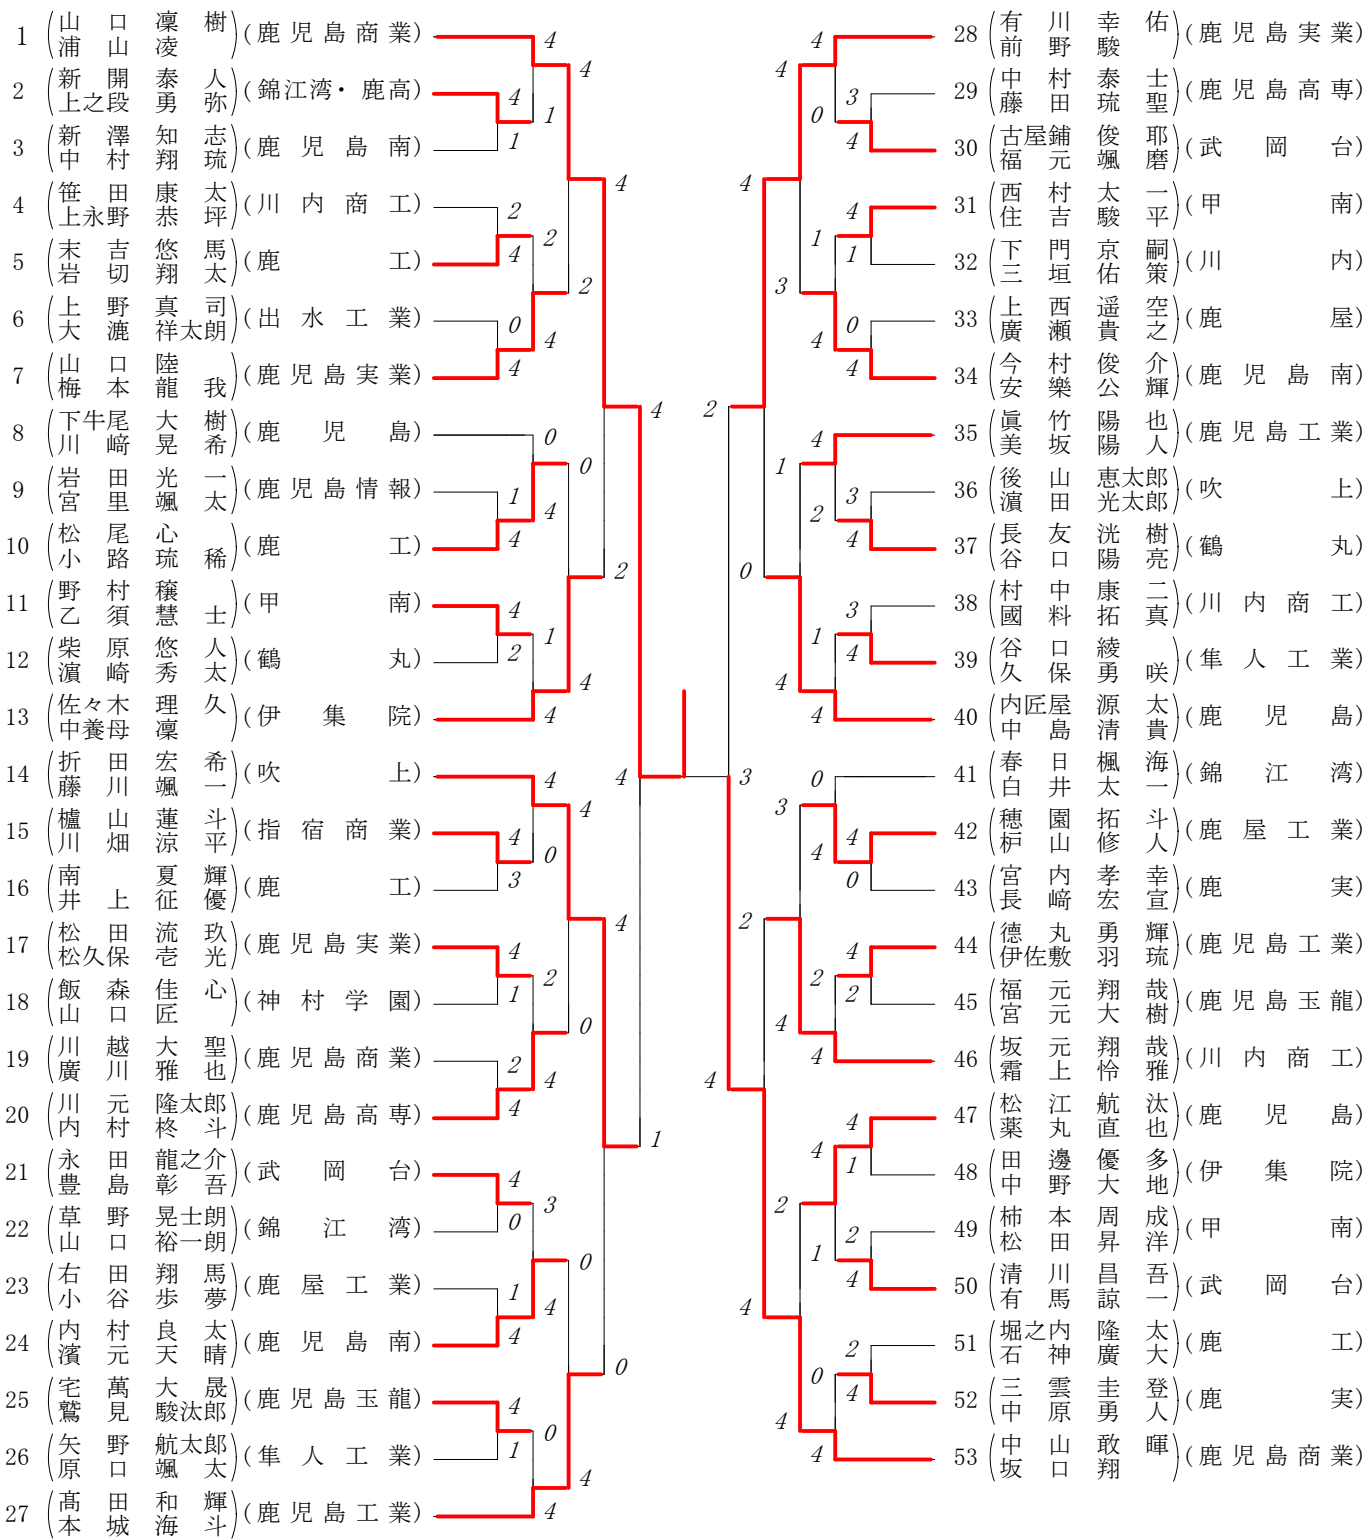 1 山口凜樹 (鹿児島商業)
浦山凌
2 新開泰人 (錦江湾・鹿高)
上之段勇弥
3 新澤知志 (鹿児島南)
中村翔琉
4 笹田康太 (川内商工)
上永野恭坪
5 末吉悠馬 (鹿工)
岩切翔太
6 上野真司 (出水工業)
大漉祥太朗
7 山口陸 (鹿児島実業)
梅本龍我
8 下牛尾大樹 (鹿児島)
川﨑晃希
9 岩田光一 (鹿児島情報)
宮里颯太
10 松尾心 (鹿工)
小路琉稀
11 野村穣 (甲南)
乙須慧士
12 柴原悠人 (鶴丸)
濵崎秀太
13 佐々木理久 (伊集院)
中養母凜
14 折田宏希 (吹上)
藤川颯一
15 櫨山蓮斗 (指宿商業)
川畑涼平
16 南夏輝 (鹿工)
井上征優
17 松田流玖 (鹿児島実業)
松久保壱光
18 飯森佳心 (神村学園)
山口匠
19 川越大聖 (鹿児島商業)
廣川雅也
20 川元隆太郎 (鹿児島高専)
内村柊斗
21 永田龍之介 (武岡台)
豊島彰吾
22 草野晃士朗 (錦江湾)
山口裕一朗
23 右田翔馬 (鹿屋工業)
小谷歩夢
24 内村良太 (鹿児島南)
濱元天晴
25 宅萬大晟 (鹿児島玉龍)
鷲見駿汰郎
26 矢野航太郎 (隼人工業)
原口颯太
27 髙田和輝 (鹿児島工業)
本城海斗
4
4
1
4
1
4
2
4
2
2
0
4
4
4
0
0
1
4
4
2
4
2
1
4
4
4
4
4
4
3
0
4
4
1
2
0
2
4
4
1
4
0
3
0
1
4
4
0
4
1
0
4
4
28 有川幸佑 (鹿児島実業)
前野駿
29 中村泰士 (鹿児島高専)
藤田琉聖
30 古屋鋪俊耶 (武岡台)
福元颯磨
31 西村太一 (甲南)
住吉駿平
32 下門京嗣 (川内)
三垣佑策
33 上西遥空 (鹿屋)
廣瀬貴之
34 今村俊介 (鹿児島南)
安樂公輝
35 眞竹陽也 (鹿児島工業)
美坂陽人
36 後山恵太郎 (吹上)
濵田光太郎
37 長友洸樹 (鶴丸)
谷口陽亮
38 村中康二 (川内商工)
國料拓真
39 谷口綾 (隼人工業)
久保勇咲
40 内匠屋源太 (鹿児島)
中島清貴
41 春日楓海 (錦江湾)
白井太一
42 穂園拓斗 (鹿屋工業)
枦山修人
43 宮内孝幸 (鹿実)
長﨑宏宣
44 德丸勇輝 (鹿児島工業)
伊佐敷羽琉
45 福元翔哉 (鹿児島玉龍)
宮元大樹
46 坂元翔哉 (川内商工)
霜上怜雅
47 松江航汰 (鹿児島)
薬丸直也
48 田邊優多 (伊集院)
中野大地
49 柿本周成 (甲南)
松田昇洋
50 清川昌吾 (武岡台)
有馬諒一
51 堀之内隆太 (鹿工)
石神廣大
52 三雲圭登 (鹿実)
中原勇人
53 中山敢暉 (鹿児島商業)
坂口翔
4
4
3
0
4
4
4
1
1
3
0
4
4
2
4
1
3
2
4
0
3
1
4
4
4
3
0
3
4
4
0
2
4
2
2
4
4
4
4
4
1
2
2
1
4
4
2
0
4
4
4